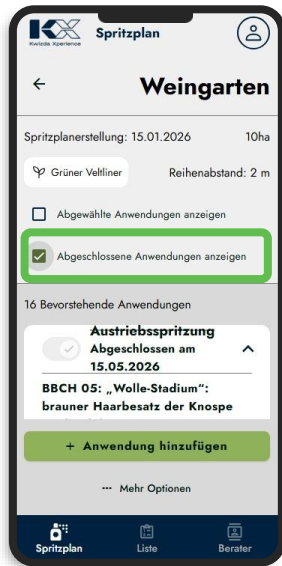 KX
Kwizda Xperience
Spritzplan
Weingarten
Spritzplanerstellung: 15.01.2026 10ha
Grüner Veltliner Reihenabstand: 2 m
Abgewählte Anwendungen anzeigen
Abgeschlossene Anwendungen anzeigen
16 Bevorstehende Anwendungen
Austriebsspritzung
Abgeschlossen am
15.05.2026
BBCH 05: „Wolle-Stadium“:
brauner Haarbesatz der Knospe
+ Anwendung hinzufügen
••• Mehr Optionen
Spritzplan Liste Berater